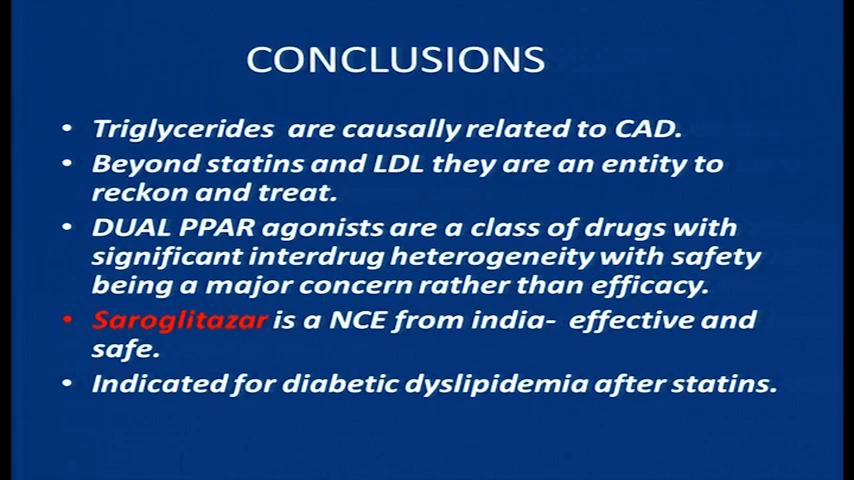 CONCLUSIONS
• Triglycerides are causally related to CAD.
• Beyond statins and LDL they are an entity to
reckon and treat.
• DUAL PPAR agonists are a class of drugs with
significant interdrug heterogeneity with safety
being a major concern rather than efficacy.
• Saroglitazar is a NCE from india- effective and
safe.
• Indicated for diabetic dyslipidemia after statins.